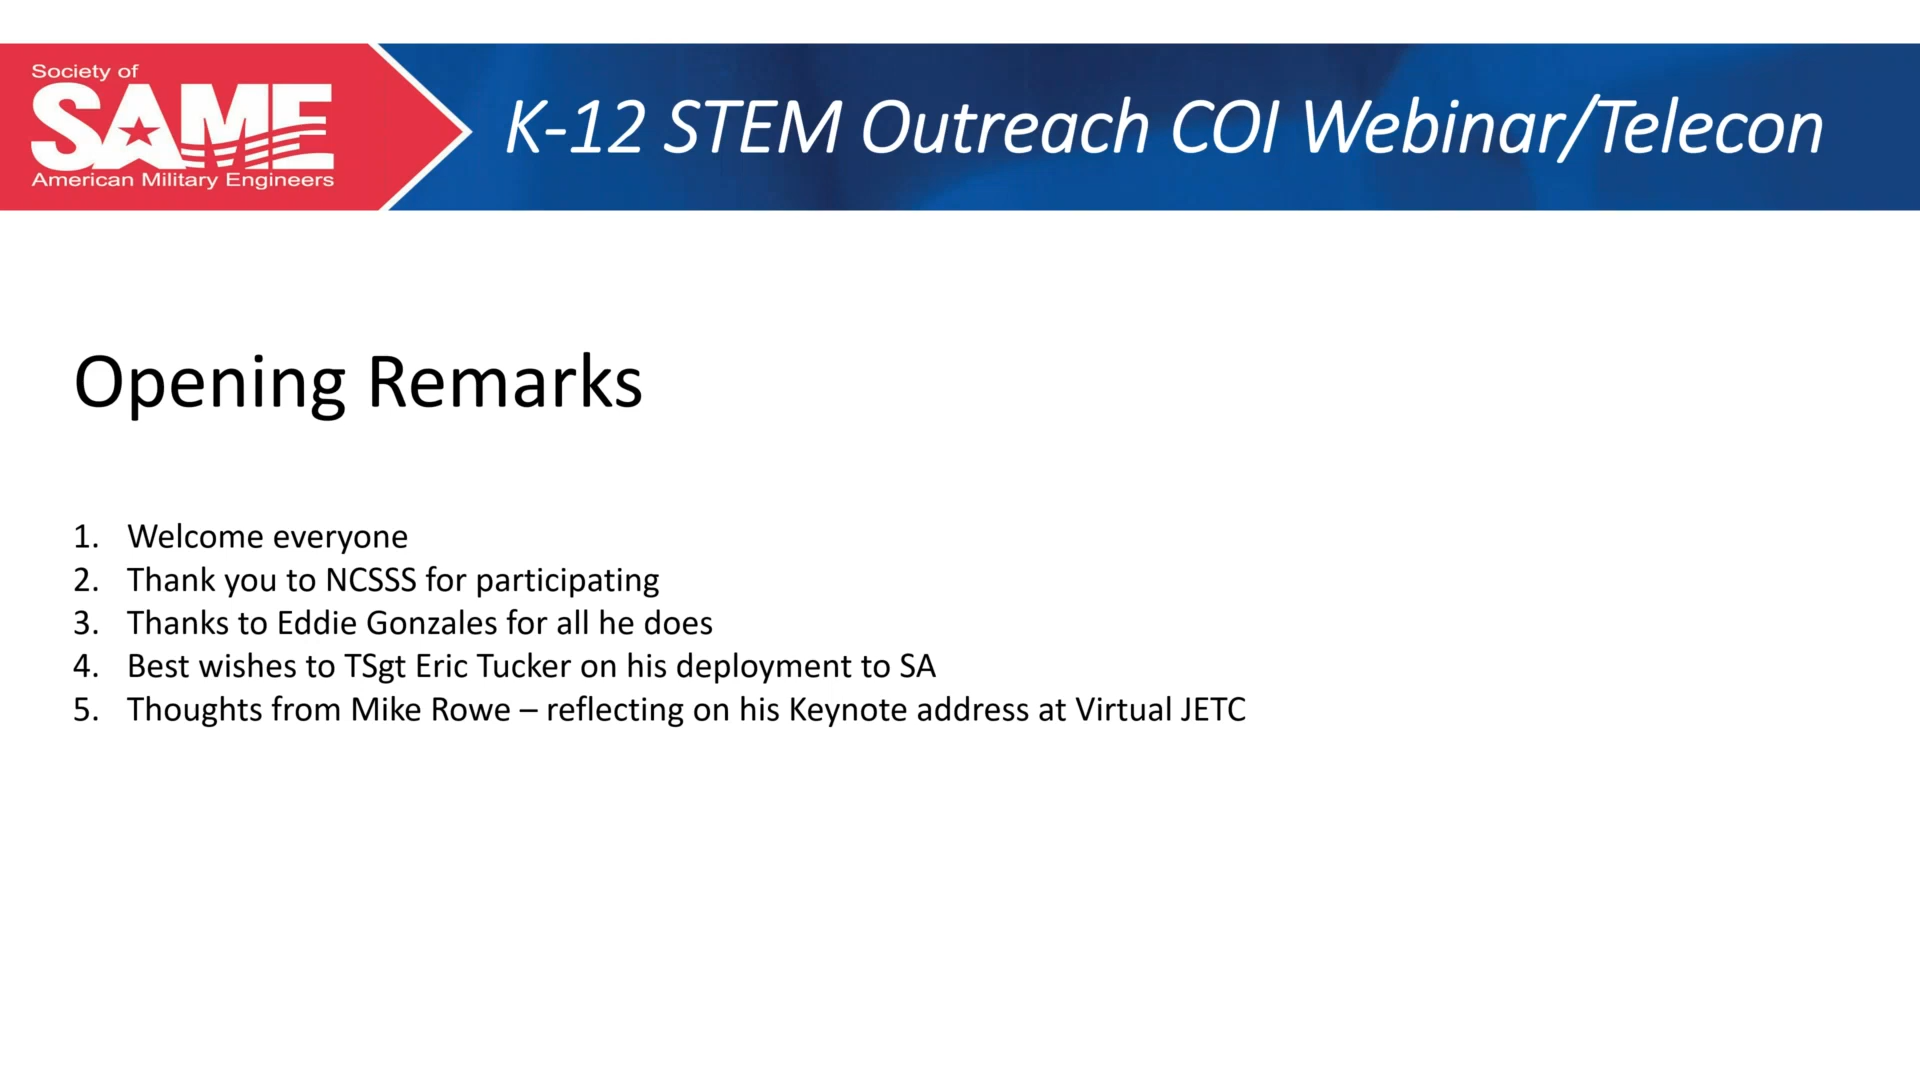 Society of
SAME
American Military Engineers
K-12 STEM Outreach COI Webinar/Telecon
Opening Remarks
1. Welcome everyone
2. Thank you to NCSSS for participating
3. Thanks to Eddie Gonzales for all he does
4. Best wishes to TSgt Eric Tucker on his deployment to SA
5. Thoughts from Mike Rowe – reflecting on his Keynote address at Virtual JETC